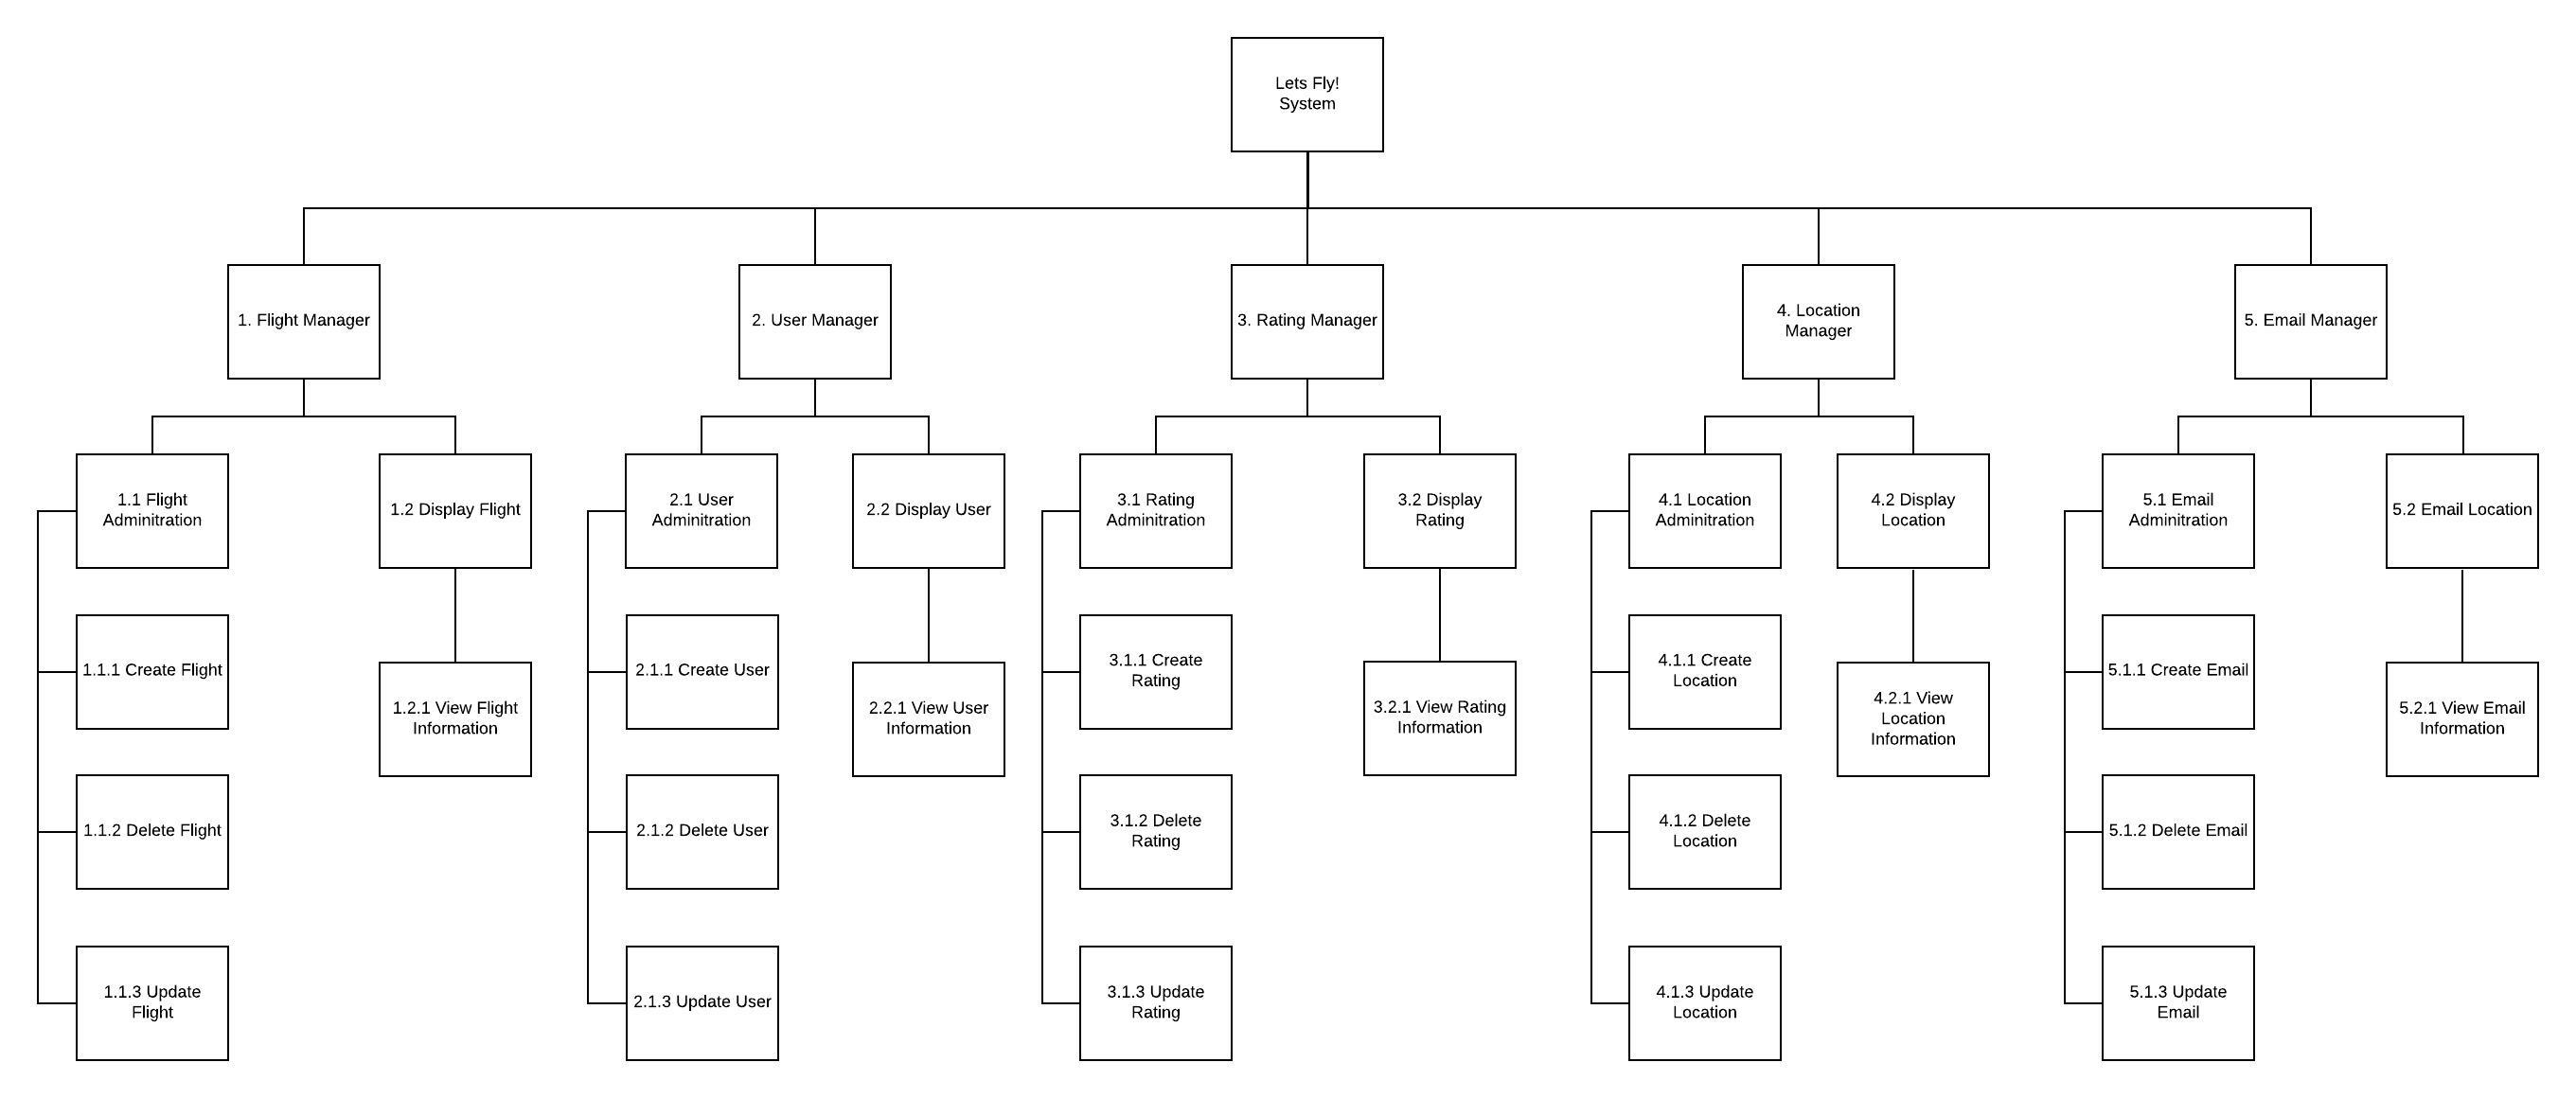 Lets Fly!
System
1. Flight Manager
2. User Manager
3. Rating Manager
4. Location
Manager
5. Email Manager
1.1 Flight
Adminitration
1.2 Display Flight
2.1 User
Adminitration
2.2 Display User
3.1 Rating
Adminitration
3.2 Display
Rating
4.1 Location
Adminitration
4.2 Display
Location
5.1 Email
Adminitration
5.2 Email Location
1.1.1 Create Flight
1.2.1 View Flight
Information
2.1.1 Create User
2.2.1 View User
Information
3.1.1 Create
Rating
3.2.1 View Rating
Information
4.1.1 Create
Location
4.2.1 View
Location
Information
5.1.1 Create Email
5.2.1 View Email
Information
1.1.2 Delete Flight
2.1.2 Delete User
3.1.2 Delete
Rating
4.1.2 Delete
Location
5.1.2 Delete Email
1.1.3 Update
Flight
2.1.3 Update User
3.1.3 Update
Rating
4.1.3 Update
Location
5.1.3 Update
Email